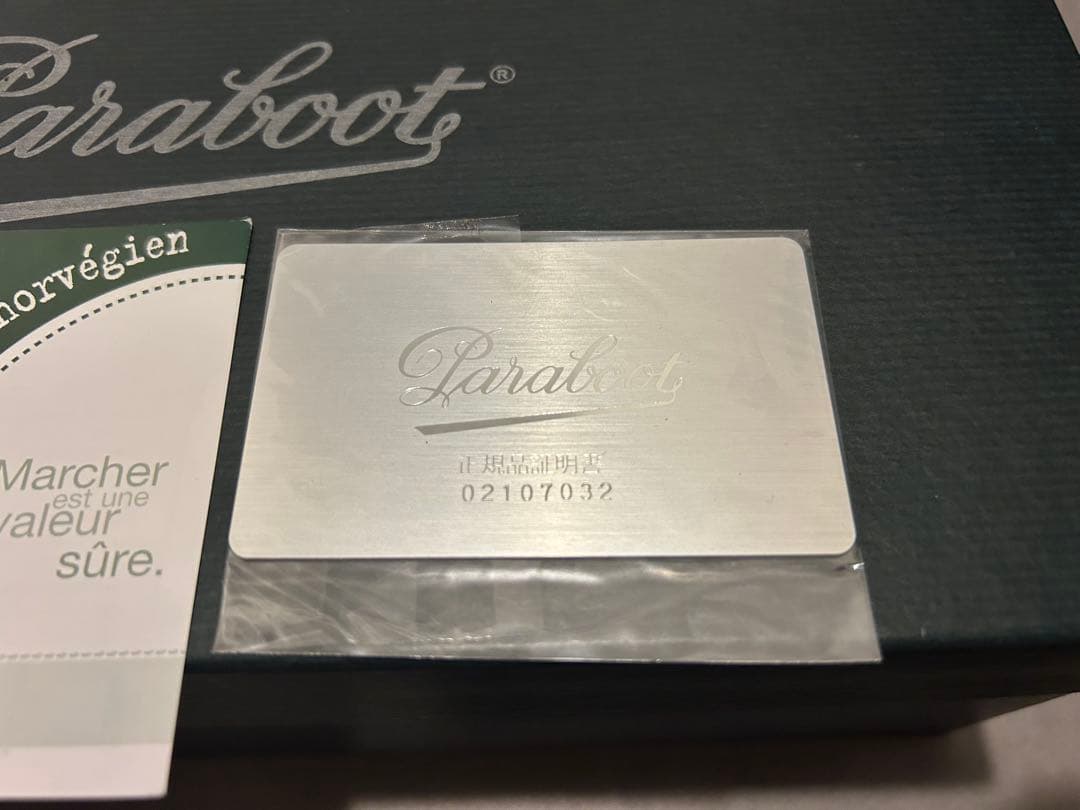 Paraboot®
norvégien
Marcher
est une
valeur
sûre.
Paraboot
正規品証明書
02107032